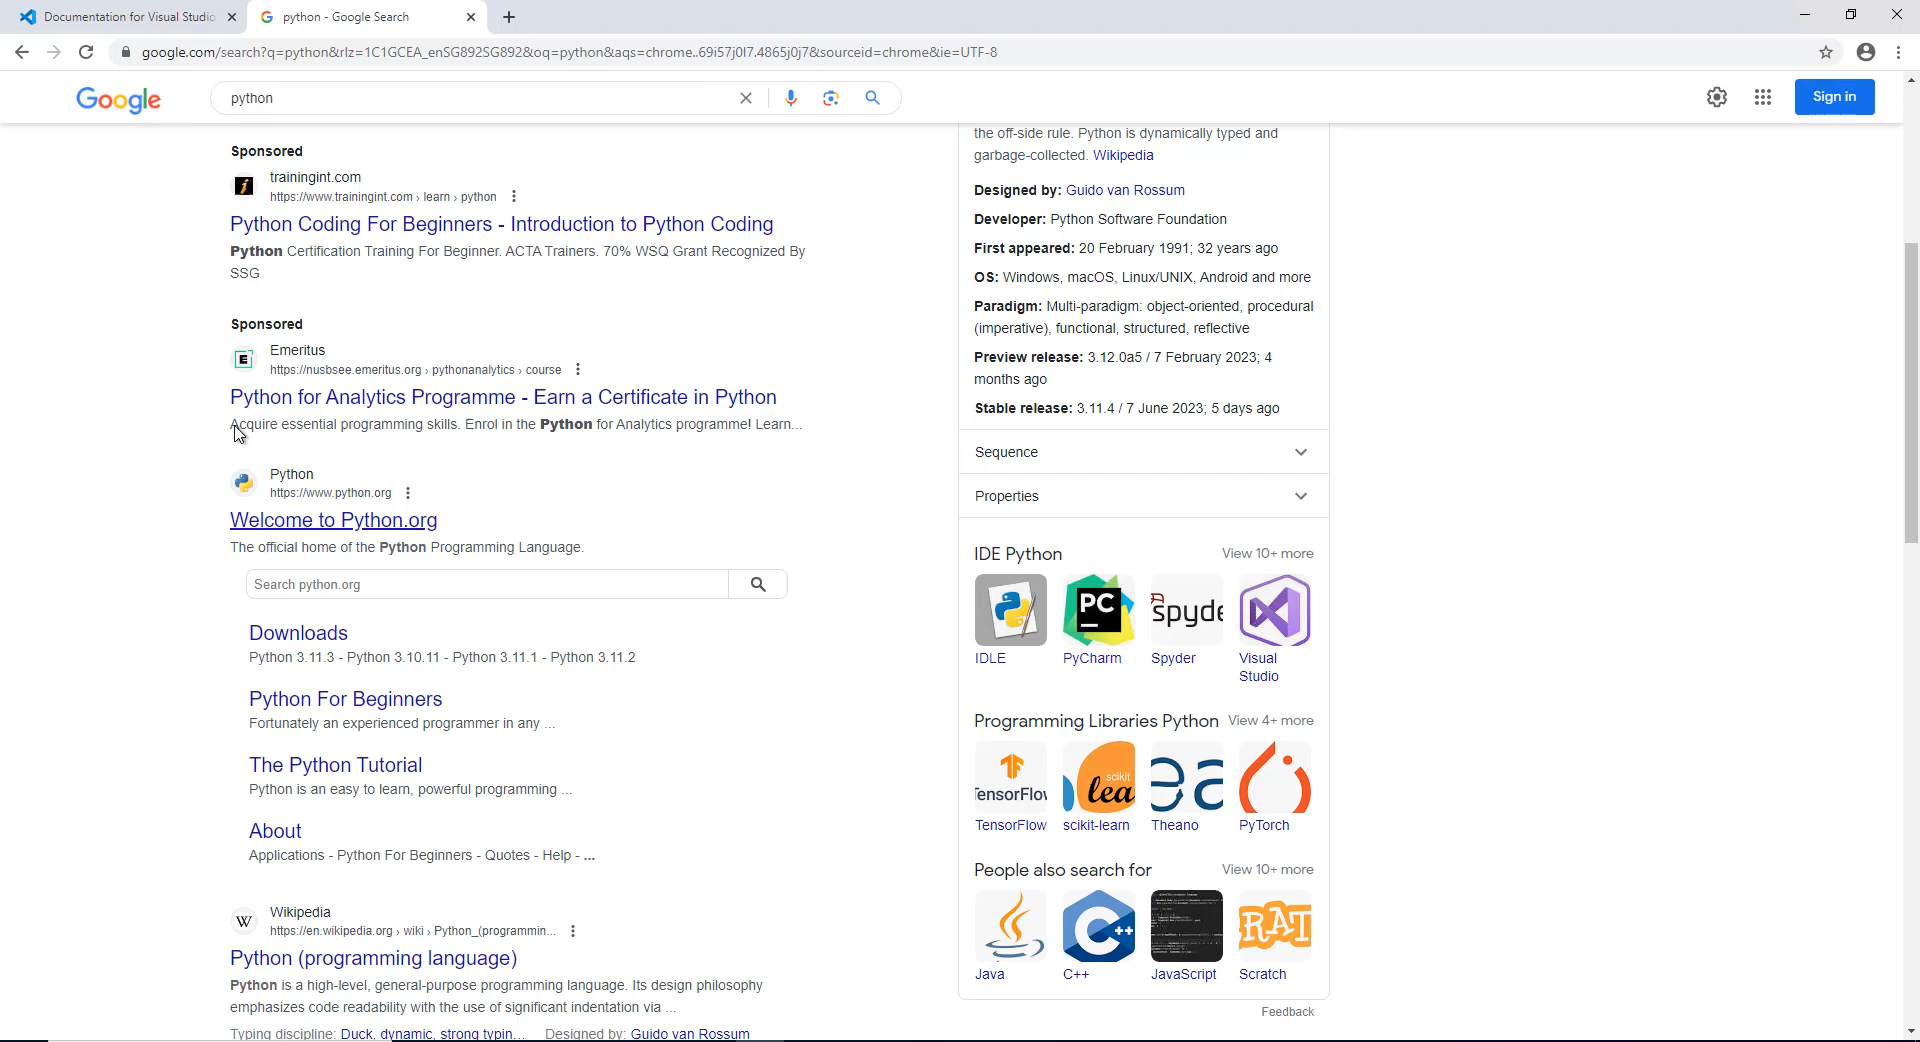 Documentation for Visual Studio
python - Google Search
google.com/search?q=python&rlz=1C1GCEA_enSG892SG892&oq=python&aqs=chrome..69i57j0l7.4865j0j7&sourceid=chrome&ie=UTF-8
Google
python
Sign in
Sponsored
trainingint.com
https://www.trainingint.com › learn › python
Python Coding For Beginners - Introduction to Python Coding
Python Certification Training For Beginner. ACTA Trainers. 70% WSQ Grant Recognized By
SSG
Sponsored
E
Emeritus
https://nusbsee.emeritus.org › pythonanalytics › course
Python for Analytics Programme - Earn a Certificate in Python
Acquire essential programming skills. Enrol in the Python for Analytics programme! Learn...
Python
https://www.python.org
Welcome to Python.org
The official home of the Python Programming Language.
Search python.org
Downloads
Python 3.11.3 - Python 3.10.11 - Python 3.11.1 - Python 3.11.2
Python For Beginners
Fortunately an experienced programmer in any ...
The Python Tutorial
Python is an easy to learn, powerful programming ...
About
Applications - Python For Beginners - Quotes - Help - ...
W
Wikipedia
https://en.wikipedia.org › wiki › Python_(programmin...
Python (programming language)
Python is a high-level, general-purpose programming language. Its design philosophy
emphasizes code readability with the use of significant indentation via ...
Typing discipline: Duck, dynamic, strong typin... Designed by: Guido van Rossum
the off-side rule. Python is dynamically typed and
garbage-collected. Wikipedia
Designed by: Guido van Rossum
Developer: Python Software Foundation
First appeared: 20 February 1991; 32 years ago
OS: Windows, macOS, Linux/UNIX, Android and more
Paradigm: Multi-paradigm: object-oriented, procedural
(imperative), functional, structured, reflective
Preview release: 3.12.0a5 / 7 February 2023; 4
months ago
Stable release: 3.11.4 / 7 June 2023; 5 days ago
Sequence
Properties
IDE Python View 10+ more
PC
spyde
IDLE PyCharm Spyder Visual
Studio
Programming Libraries Python View 4+ more
TensorFlow
scikit
lea
ea
TensorFlow scikit-learn Theano PyTorch
People also search for View 10+ more
C++
RAT
Java C++ JavaScript Scratch
Feedback